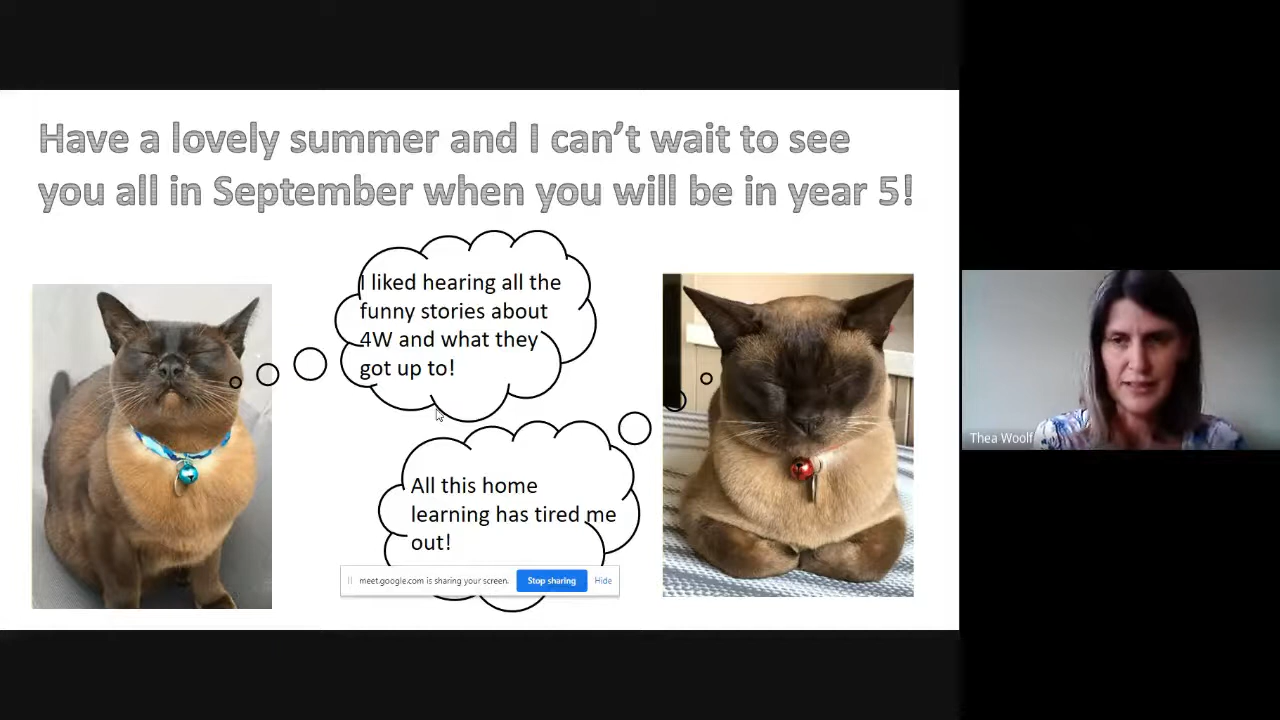 Have a lovely summer and I can’t wait to see
you all in September when you will be in year 5!
I liked hearing all the
funny stories about
4W and what they
got up to!
All this home
learning has tired me
out!
meet.google.com is sharing your screen.
Stop sharing
Hide
Thea Woolf